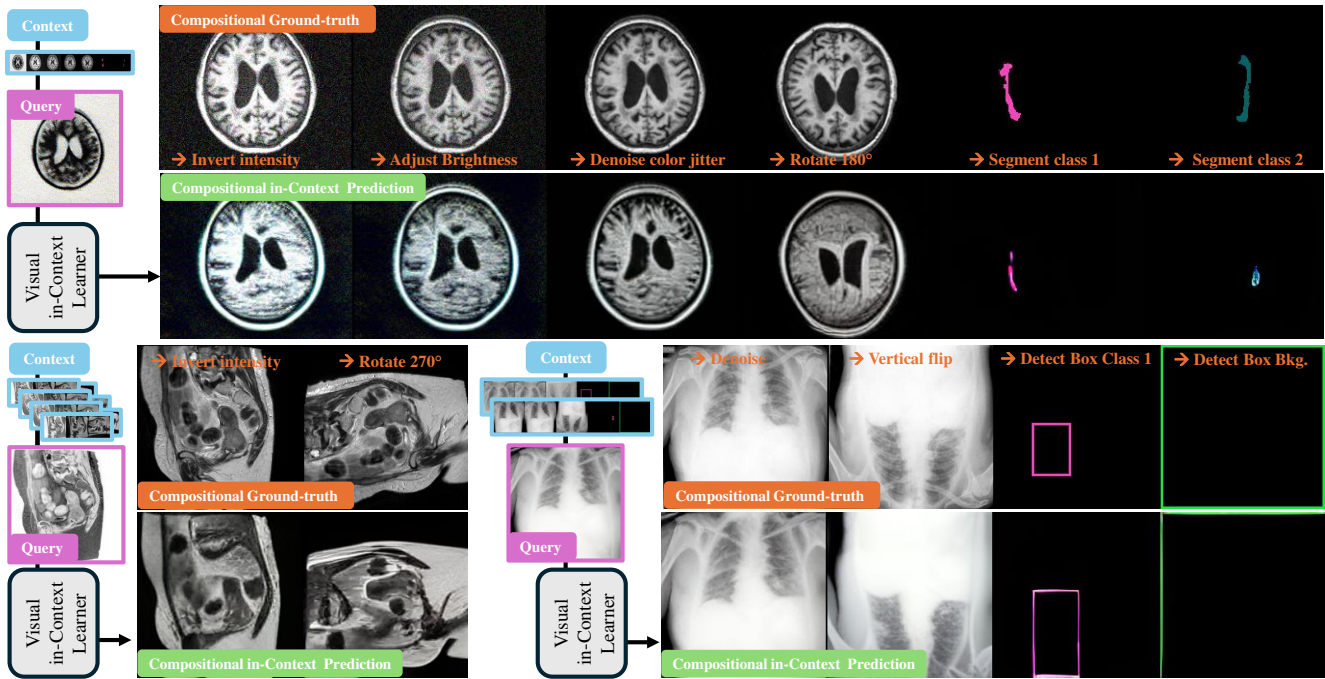 Context
Compositional Ground-truth
Query
→ Invert intensity
→ Adjust Brightness
→ Denoise color jitter
→ Rotate 180°
→ Segment class 1
→ Segment class 2
Compositional in-Context Prediction
Visual
in-Context
Learner
Context
→ Invert intensity
→ Rotate 270°
Compositional Ground-truth
Query
Visual
in-Context
Learner
Compositional in-Context Prediction
Context
→ Denoise
→ Vertical flip
→ Detect Box Class 1
→ Detect Box Bkg.
Compositional Ground-truth
Query
Visual
in-Context
Learner
Compositional in-Context Prediction